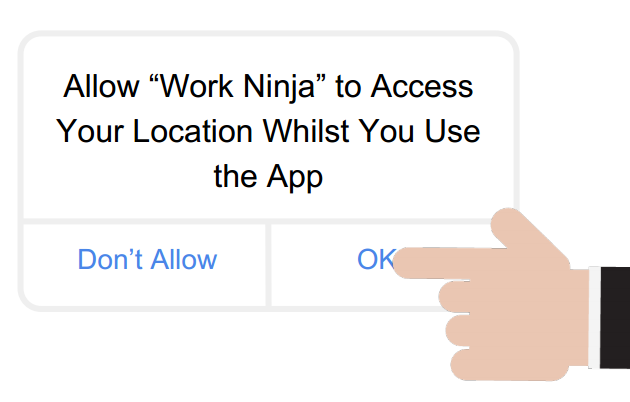 Allow “Work Ninja” to Access
Your Location Whilst You Use
the App
Don’t Allow
OK